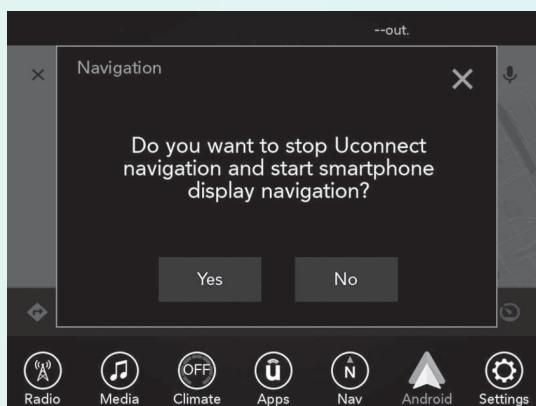 --out.
Navigation
Do you want to stop Uconnect
navigation and start smartphone
display navigation?
Yes
No
OFF
û
N
Radio
Media
Climate
Apps
Nav
Android
Settings